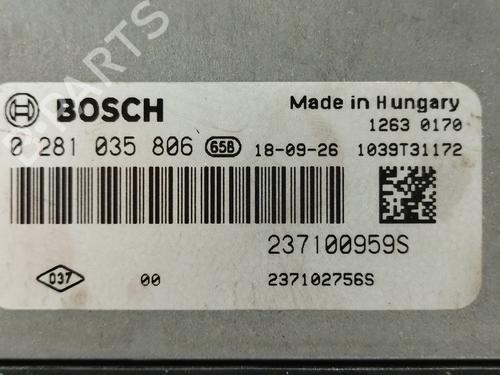 BOSCH
Made in Hungary
1263 0170
0 281 035 806 658 18-09-26 1039T31172
237100959S
037 00 237102756S
PARTS